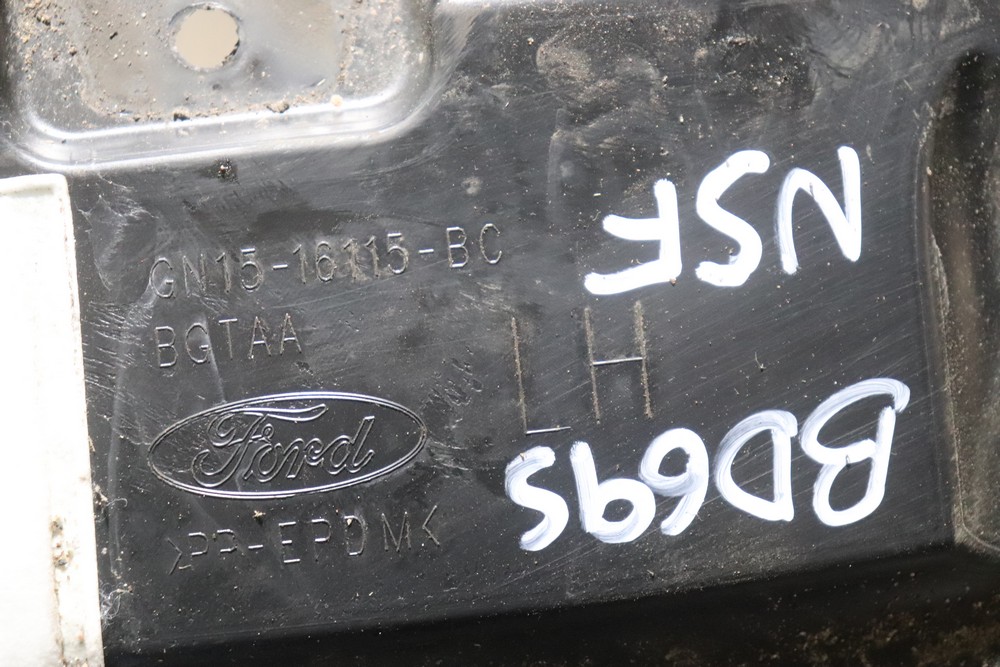 GN15-16115-BC
BGTAA
Ford
>PP-EPDM<
LH
NSF
BD69S